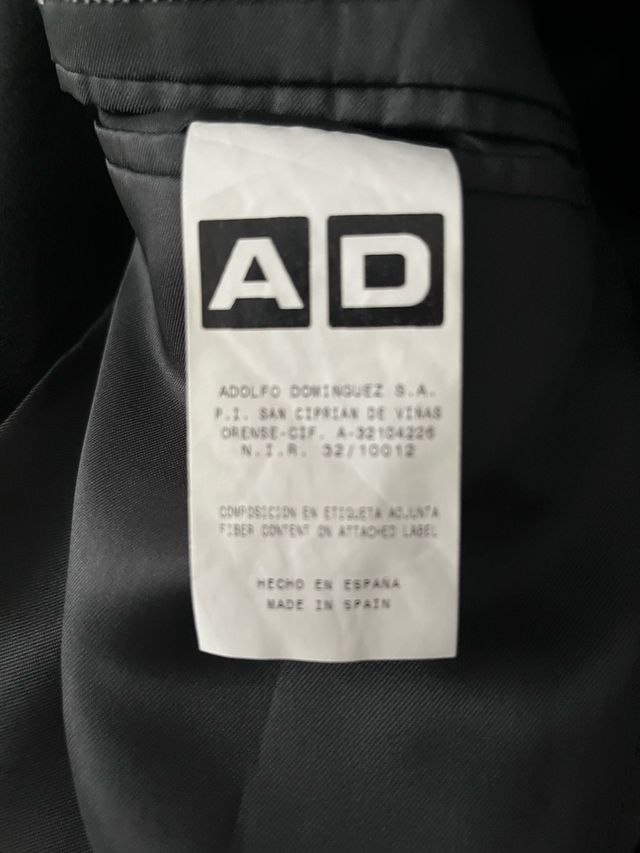 AD
ADOLFO DOMINGUEZ S.A.
P.I. SAN CIPRIAN DE VIÑAS
ORENSE-CIF. A-32104226
N.I.R. 32/10012
COMPOSICION EN ETIQUETA ADJUNTA
FIBER CONTENT ON ATTACHED LABEL
HECHO EN ESPAÑA
MADE IN SPAIN